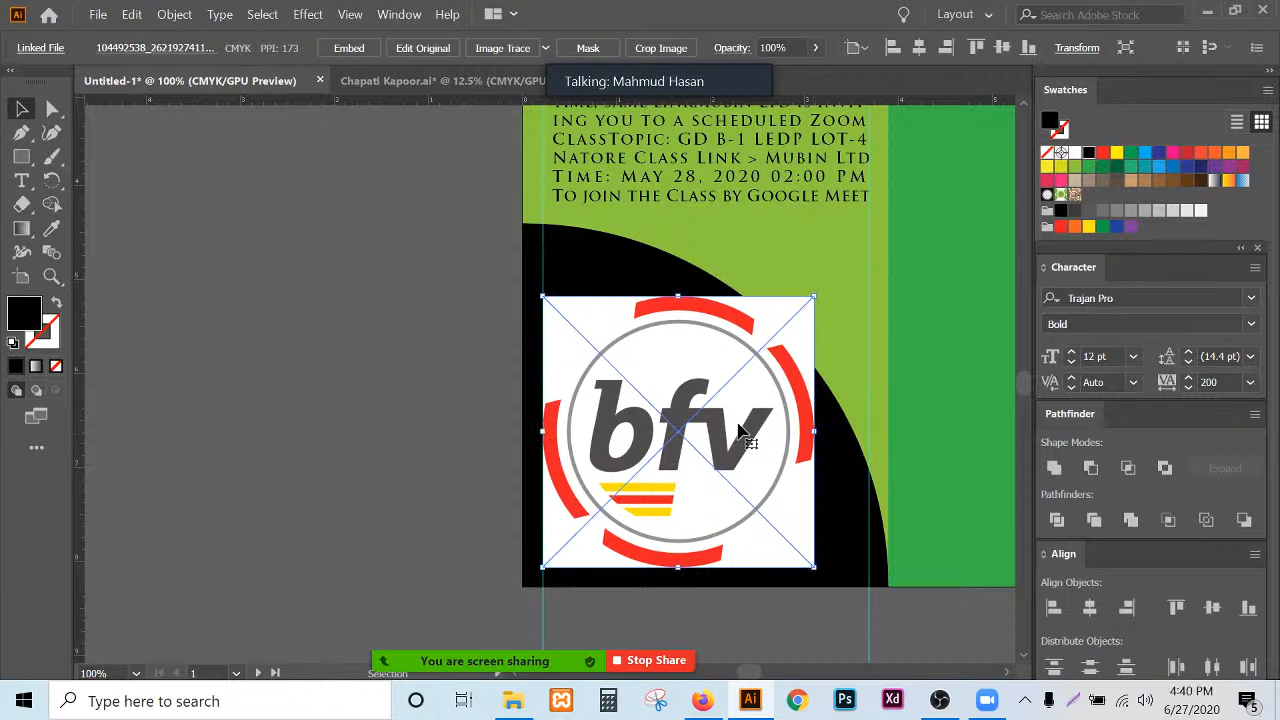 Ai File Edit Object Type Select Effect View Window Help Layout Search Adobe Stock
Linked File 104492538_2621927411... CMYK PPI: 173 Embed Edit Original Image Trace Mask Crop Image Opacity: 100% Transform
Untitled-1* @ 100% (CMYK/GPU Preview) × Chapati Kapoor.ai* @ 12.5% (CMYK/GPU
Talking: Mahmud Hasan
ING YOU TO A SCHEDULED ZOOM
CLASSTOPIC: GD B-1 LEDP LOT-4
NATORE CLASS LINK > MUBIN LTD
TIME: MAY 28, 2020 02:00 PM
TO JOIN THE CLASS BY GOOGLE MEET
bfv
Swatches
Character
Trajan Pro
Bold
12 pt (14.4 pt)
Auto 200
Pathfinder
Shape Modes:
Expand
Pathfinders:
Align
Align Objects:
Distribute Objects:
100% 1 Selection
You are screen sharing Stop Share
Type here to search
Ai Ps Xd
4:40 PM
6/27/2020
5